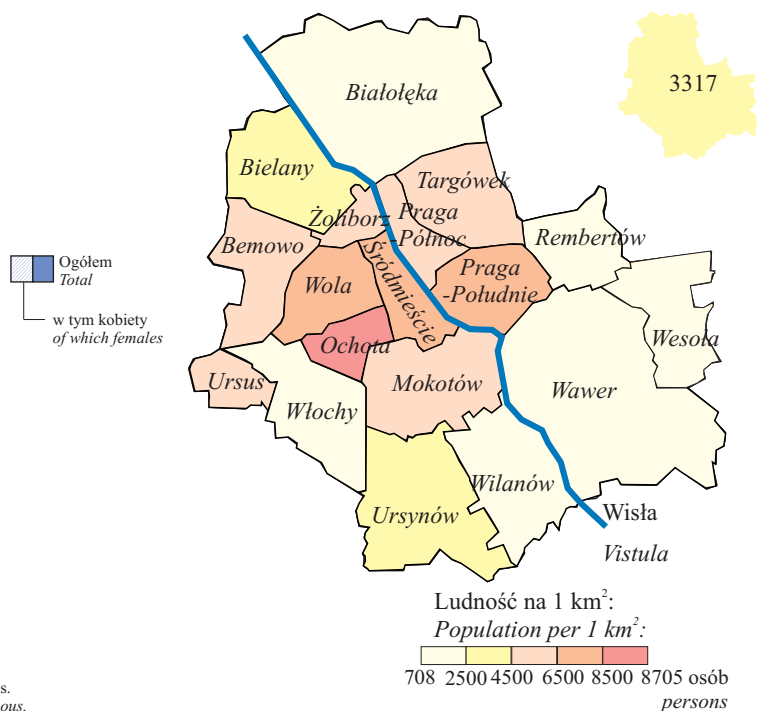 3317
Białołęka
Bielany
Targówek
Żoliborz
Praga
-Północ
Rembertów
Bemowo
Śródmieście
Wola
Praga
-Południe
Wesoła
Ochota
Ursus
Mokotów
Wawer
Włochy
Wilanów
Ursynów
Wisła
Vistula
Ogółem
Total
w tym kobiety
of which females
Ludność na 1 km²:
Population per 1 km²:
708 2500 4500 6500 8500 8705 osób
persons
s.
ous.